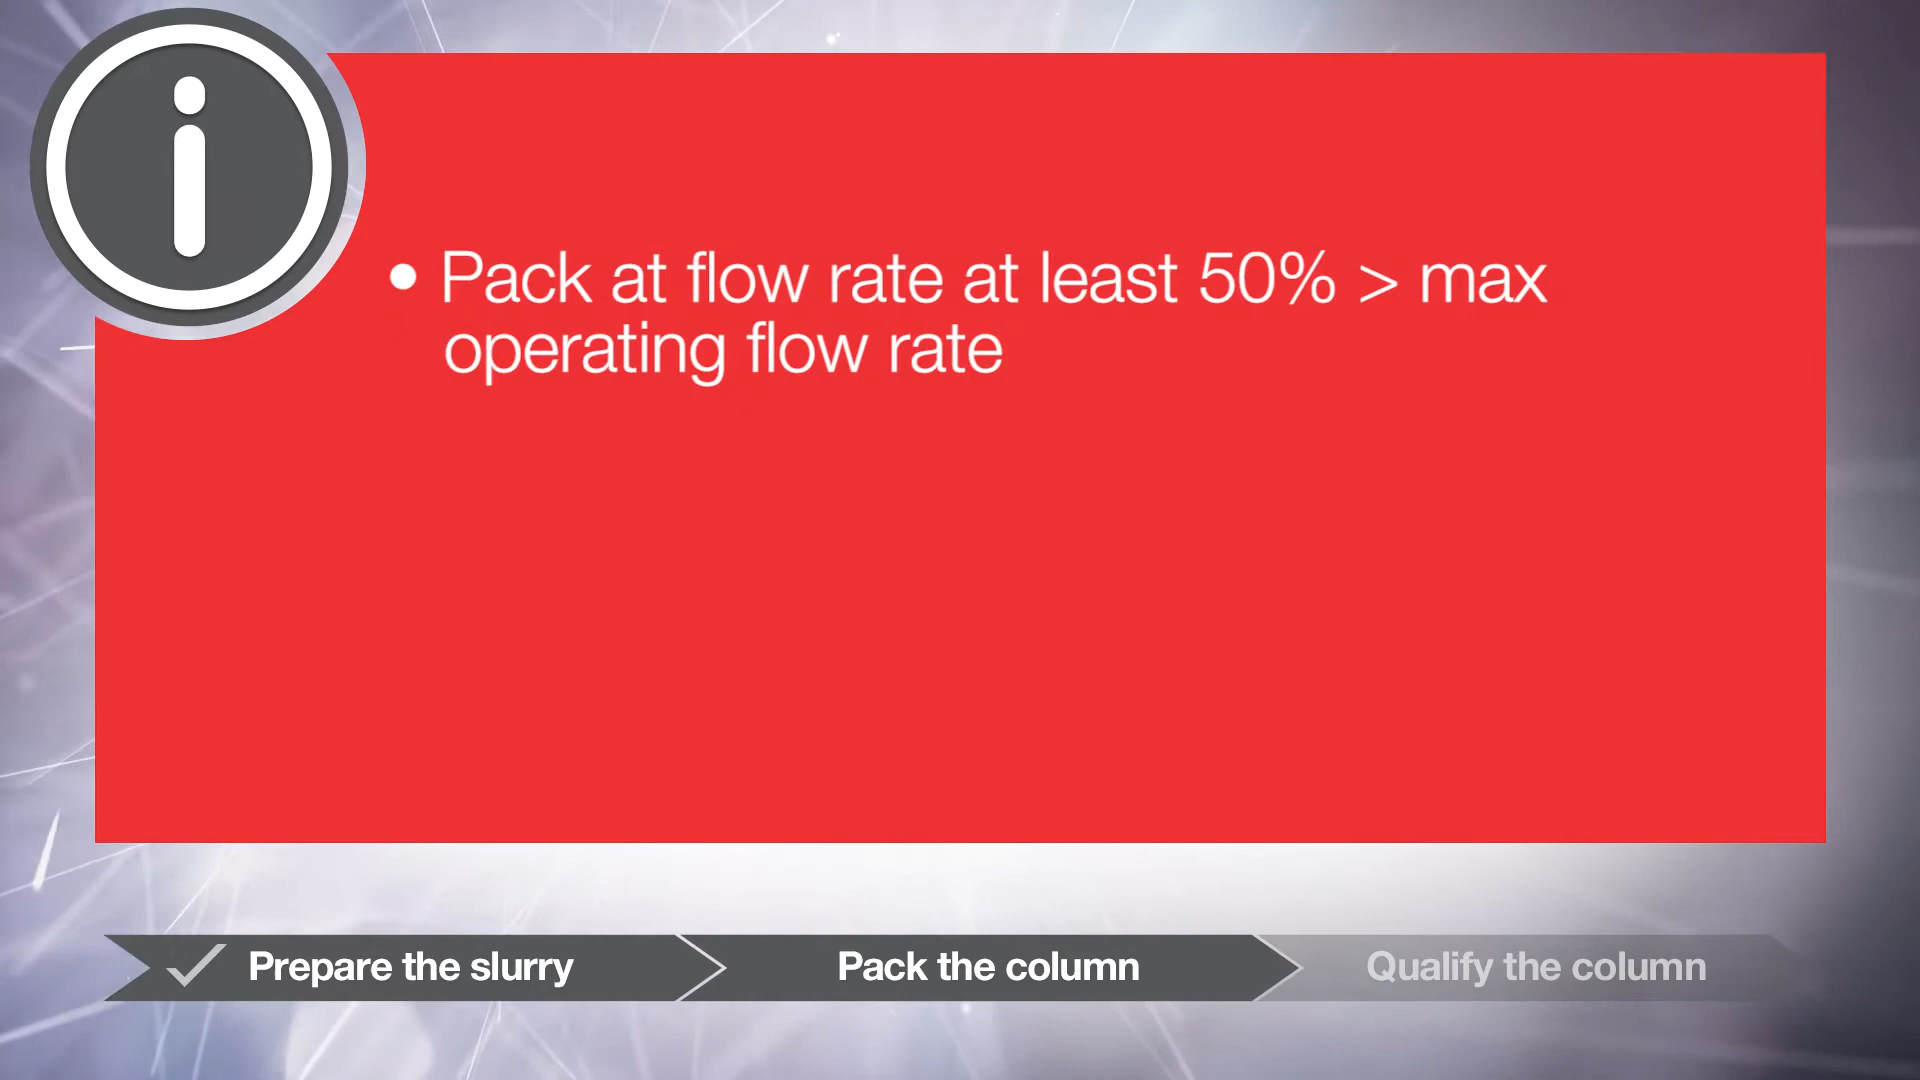 • Pack at flow rate at least 50% > max
operating flow rate
Prepare the slurry
Pack the column
Qualify the column